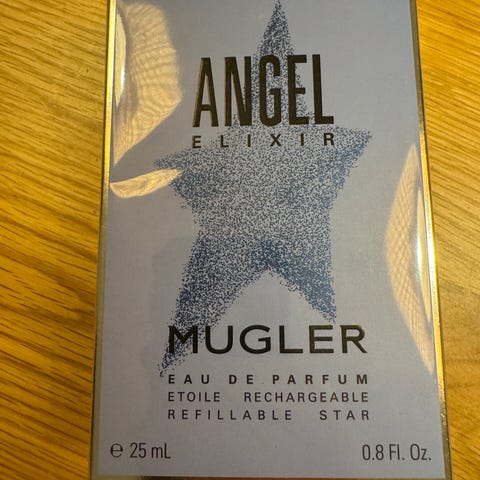 ANGEL
ELIXIR
MUGLER
EAU DE PARFUM
ETOILE RECHARGEABLE
REFILLABLE STAR
℮ 25 mL 0.8 Fl. Oz.